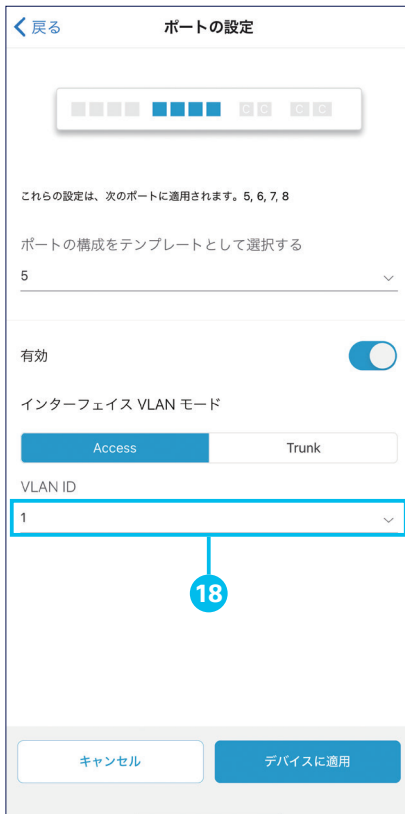 戻る
ポートの設定
C C C C
これらの設定は、次のポートに適用されます。5, 6, 7, 8
ポートの構成をテンプレートとして選択する
5
有効
インターフェイス VLAN モード
Access
Trunk
VLAN ID
1
18
キャンセル
デバイスに適用